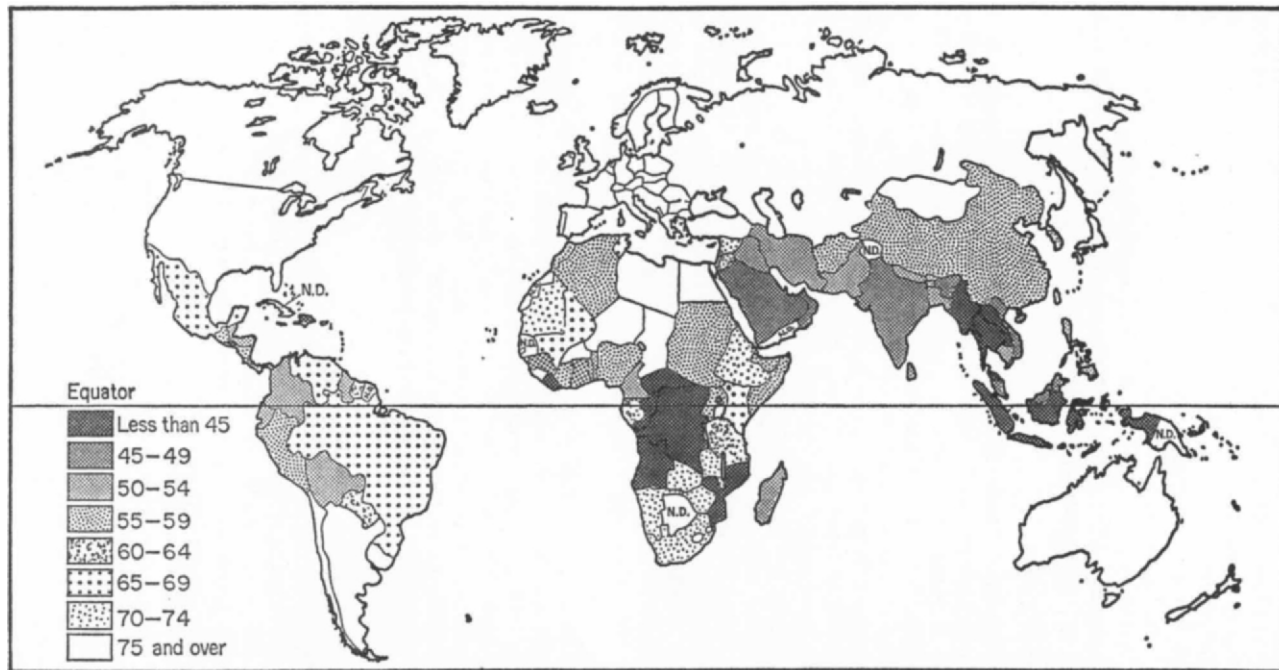 N.D.
N.D.
N.D.
N.D.
Equator
Less than 45
45–49
50–54
55–59
60–64
65–69
70–74
75 and over
N.D.
N.D.